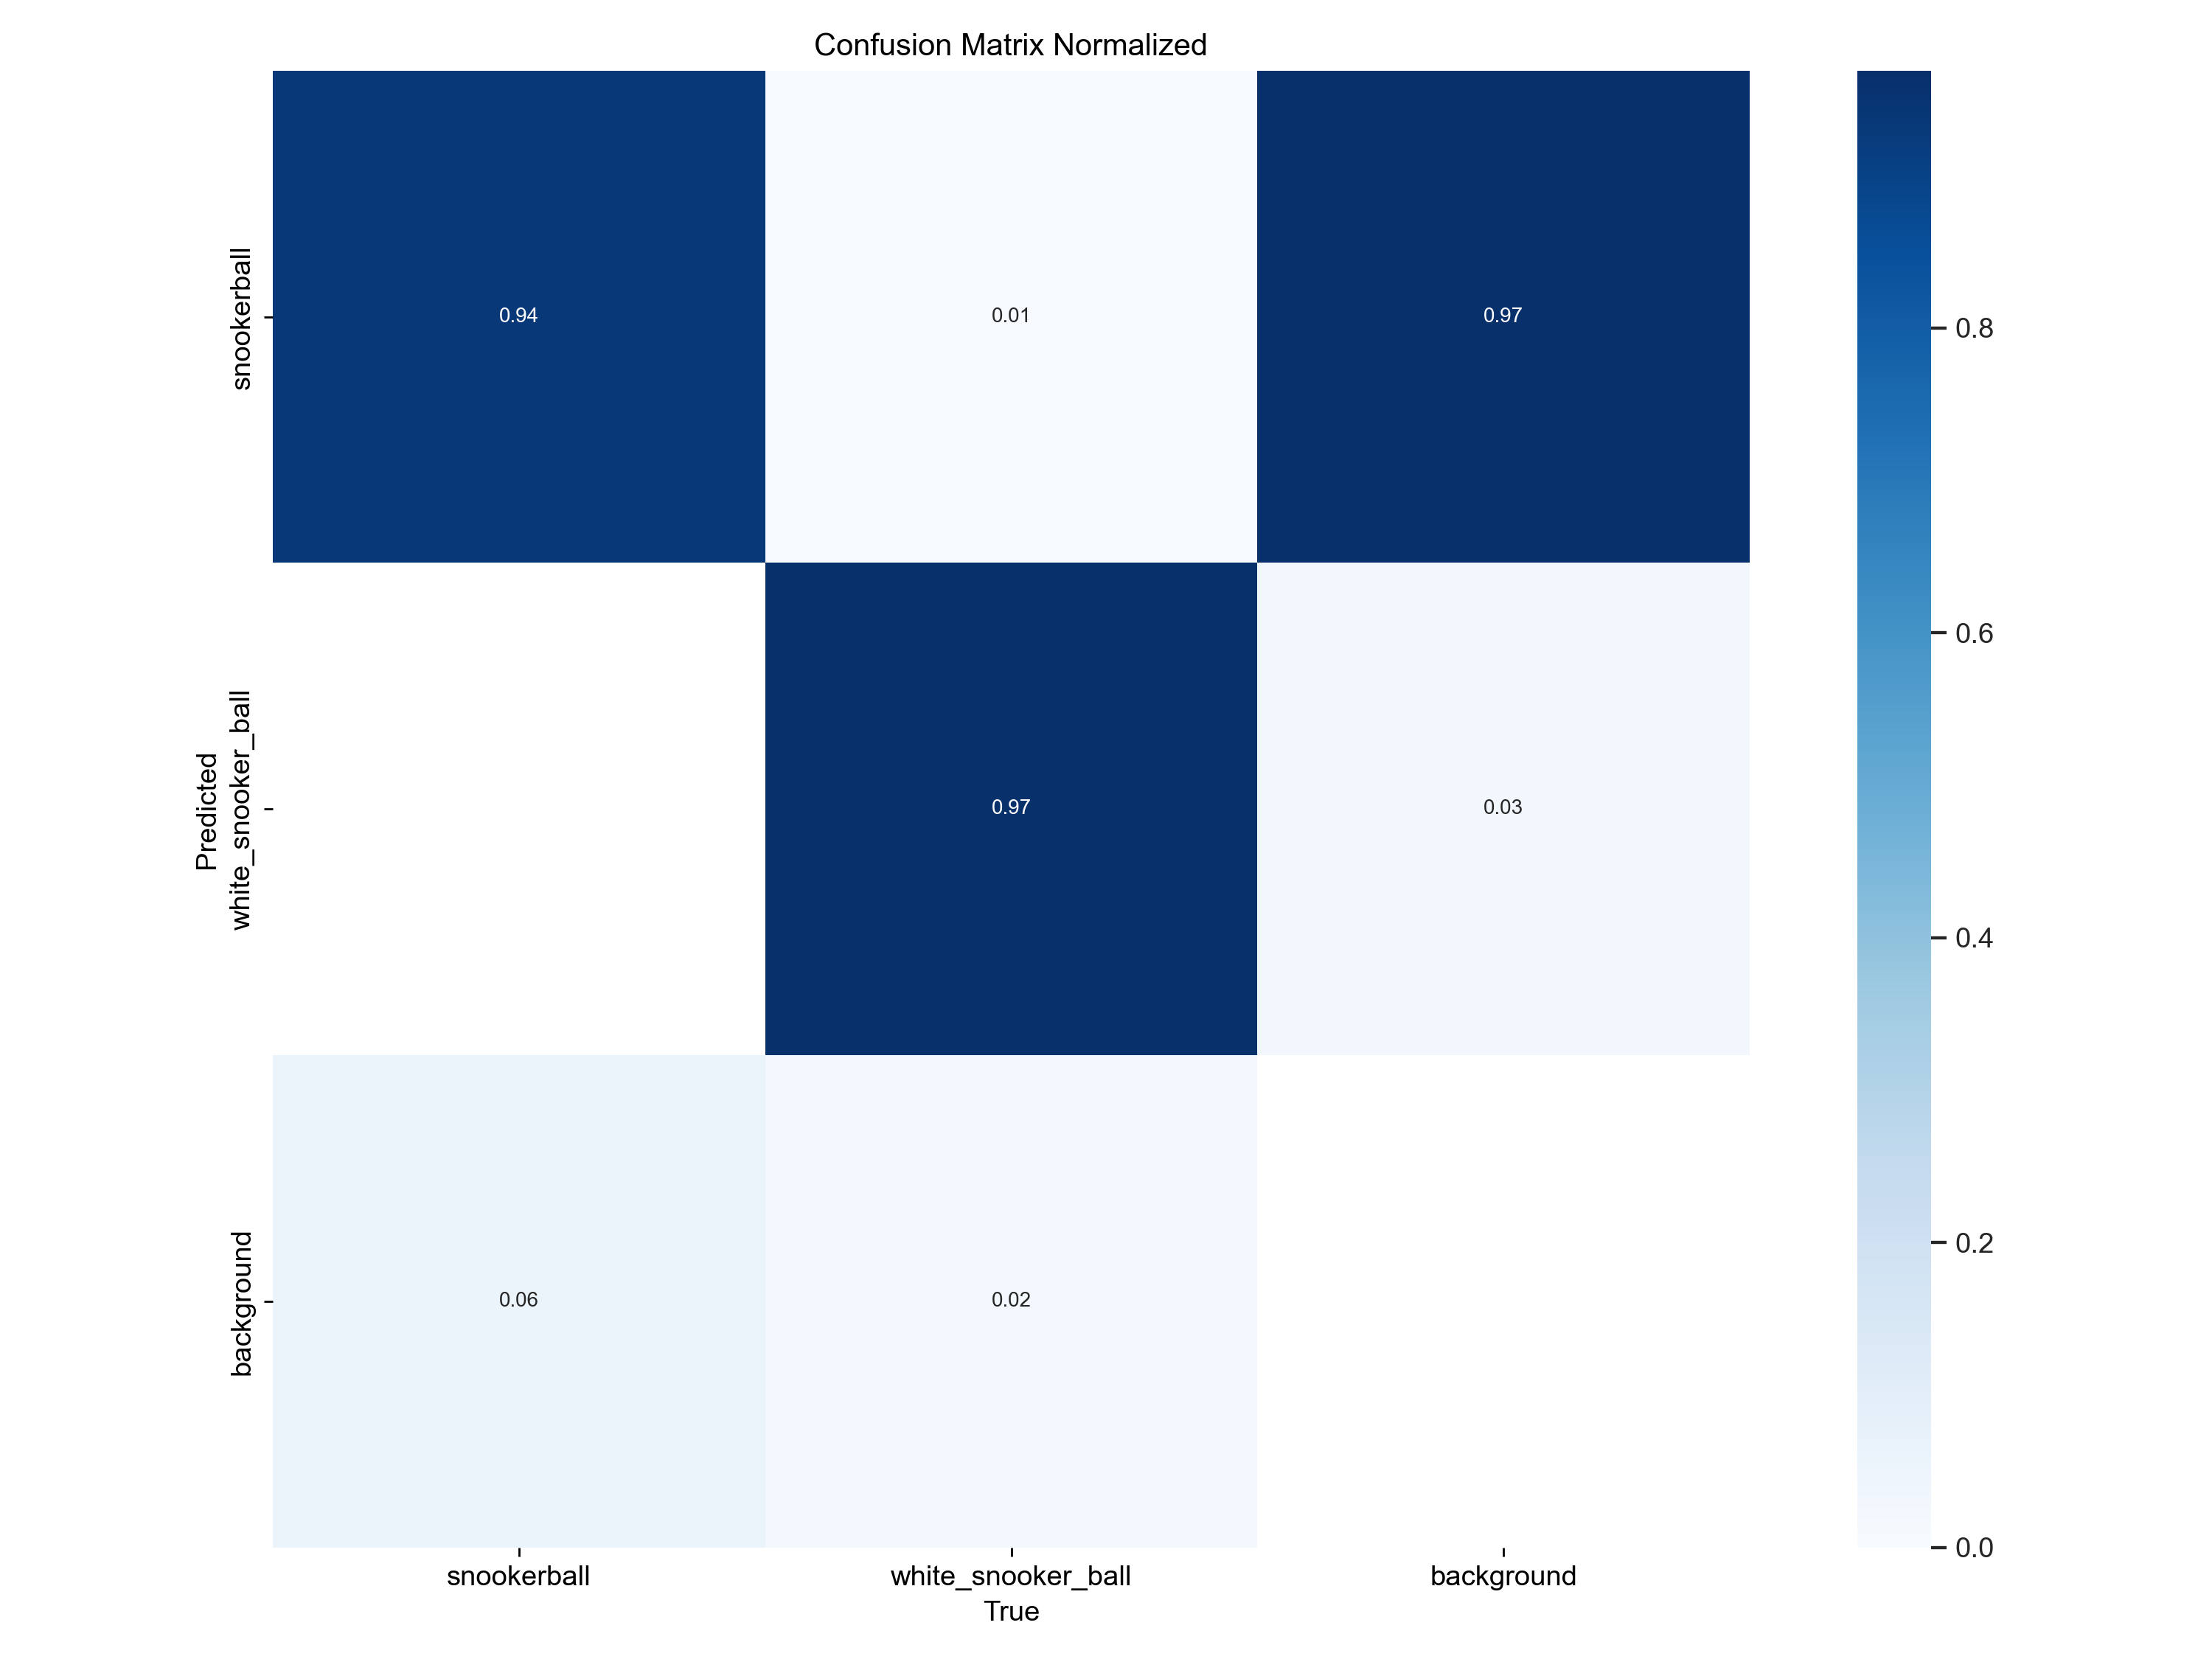 Confusion Matrix Normalized
snookerball
0.94
0.01
0.97
0.8
0.6
Predicted
white_snooker_ball
0.97
0.03
0.4
0.2
background
0.06
0.02
0.0
snookerball
white_snooker_ball
background
True